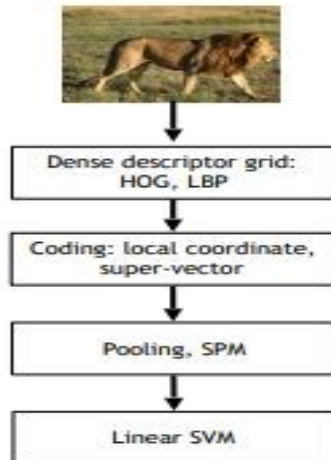 Dense descriptor grid:
HOG, LBP
Coding: local coordinate,
super-vector
Pooling, SPM
Linear SVM